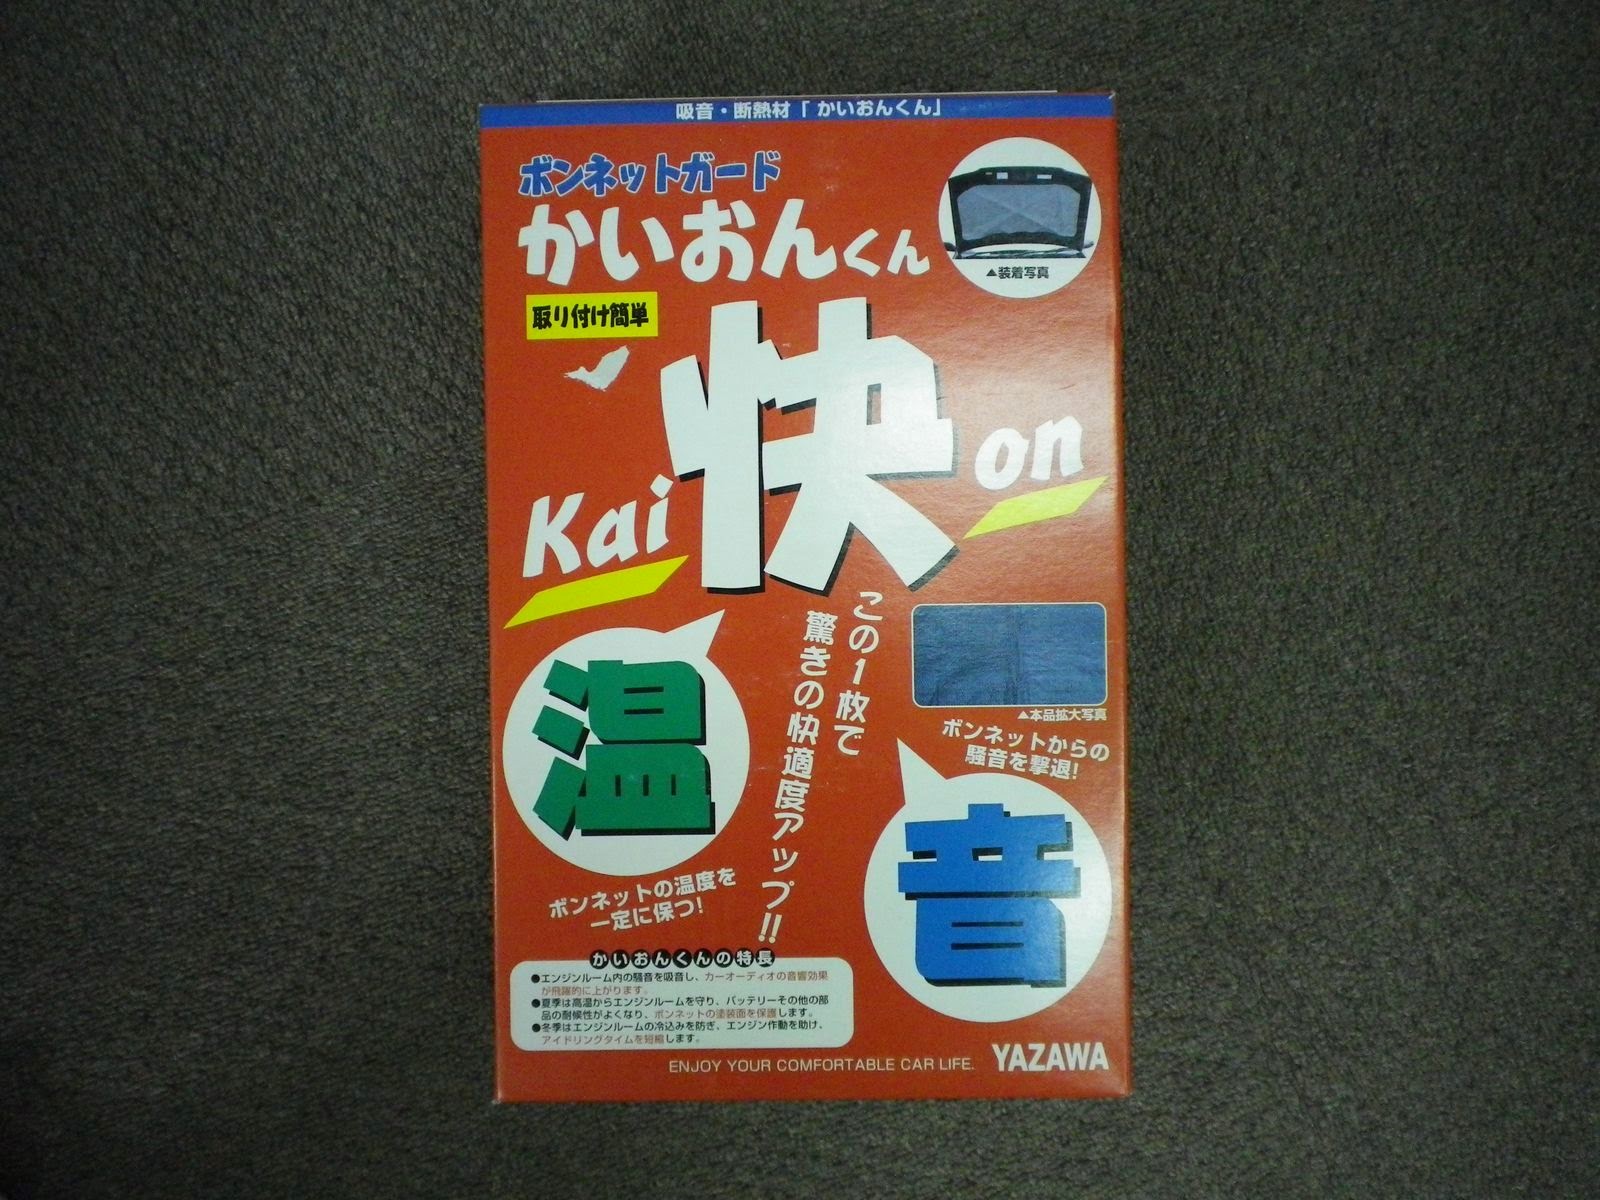 吸音・断熱材「かいおんくん」
ボンネットガード
かいおんくん
▲装着写真
取り付け簡単
快
Kai
on
この1枚で
驚きの快適度アップ!!
温
▲本品拡大写真
ボンネットからの
騒音を撃退!
音
ボンネットの温度を
一定に保つ!
かいおんくんの特長
●エンジンルーム内の騒音を吸音し、カーオーディオの音響効果
が飛躍的に上がります。
●夏季は高温からエンジンルームを守り、バッテリーその他の部
品の耐候性がよくなり、ボンネットの塗装面を保護します。
●冬季はエンジンルームの冷込みを防ぎ、エンジン作動を助け、
アイドリングタイムを短縮します。
ENJOY YOUR COMFORTABLE CAR LIFE.
YAZAWA